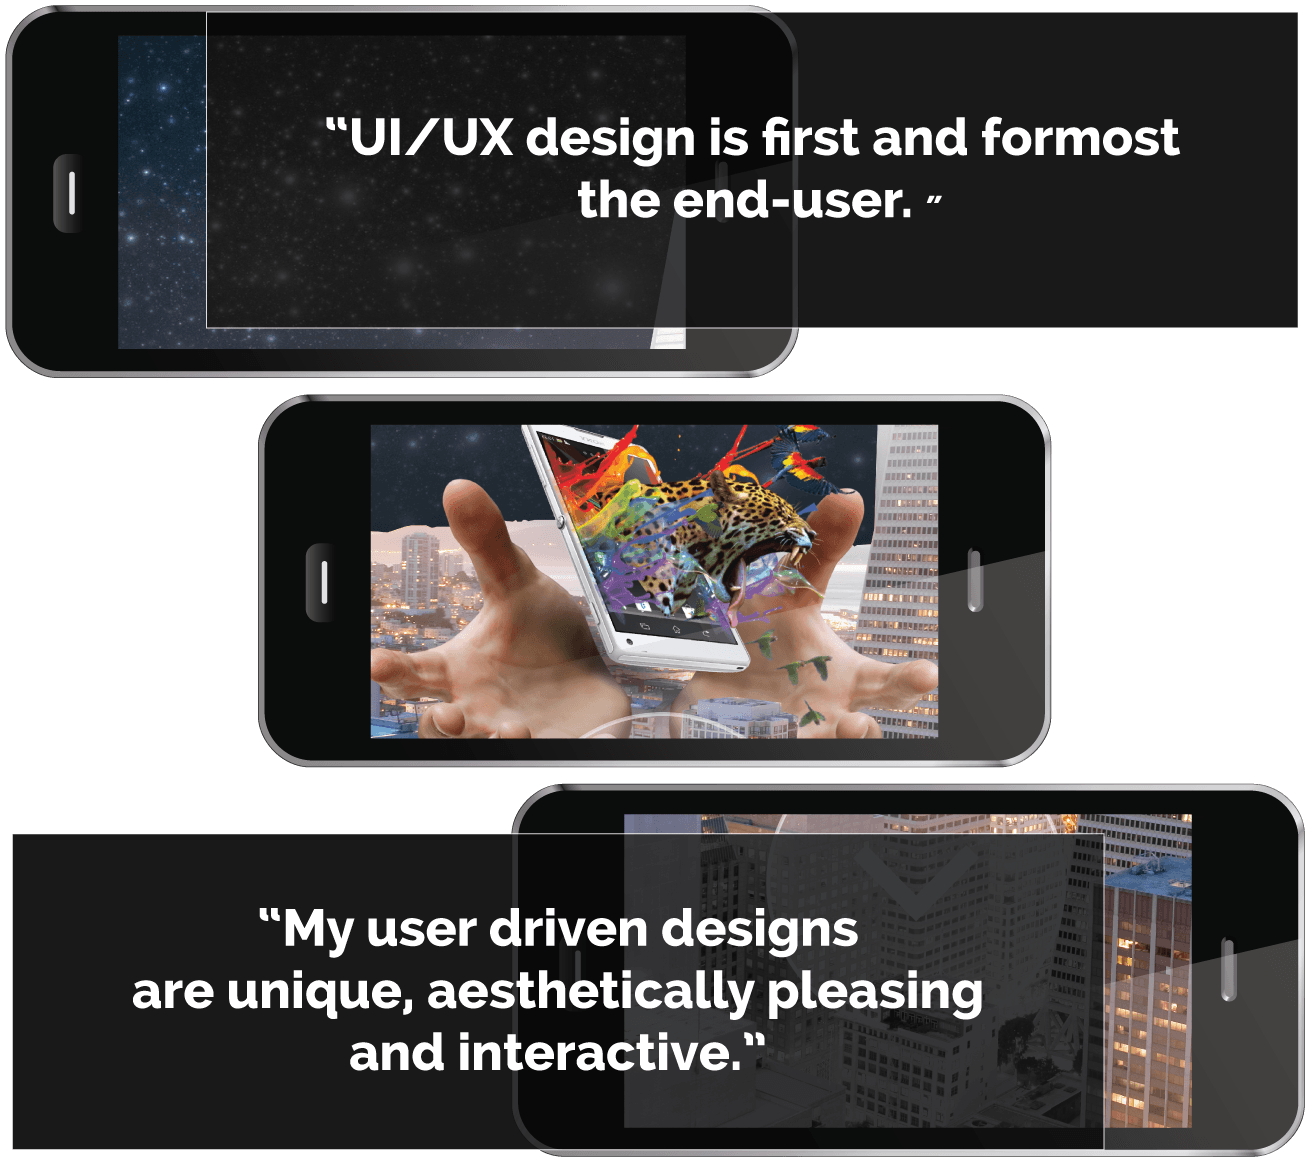 “UI/UX design is first and formost
the end-user. ”
“My user driven designs
are unique, aesthetically pleasing
and interactive.”